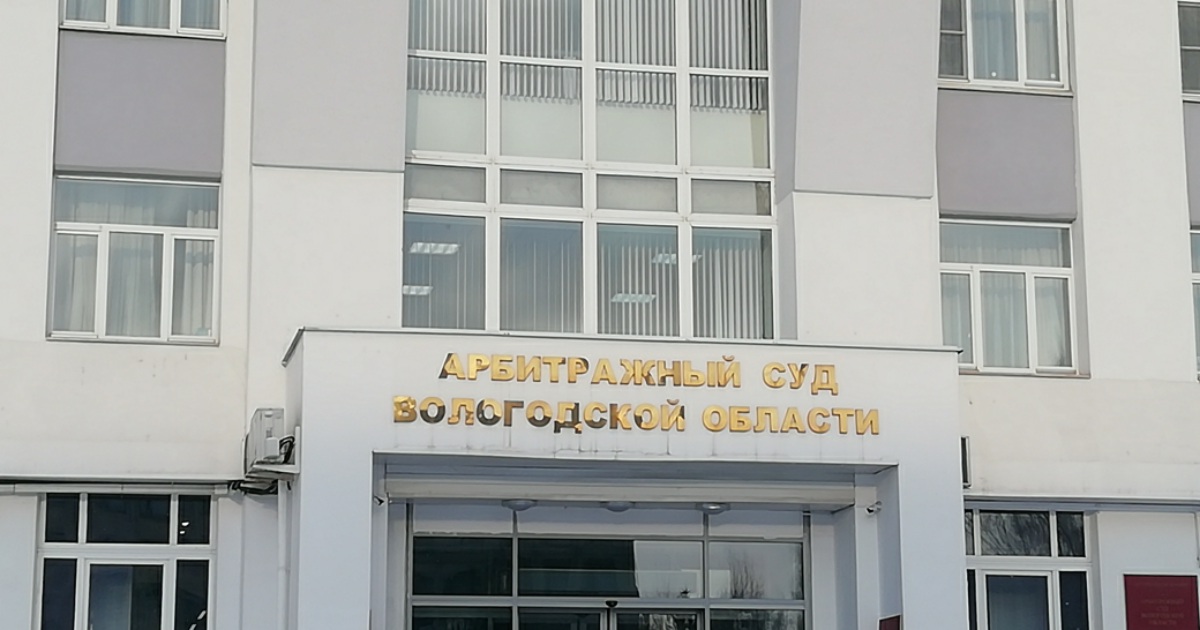 АРБИТРАЖНЫЙ СУД
ВОЛОГОДСКОЙ ОБЛАСТИ